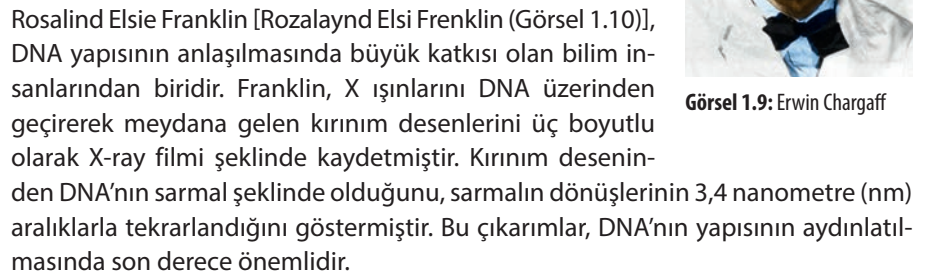 Rosalind Elsie Franklin [Rozalaynd Elsi Frenklin (Görsel 1.10)],
DNA yapısının anlaşılmasında büyük katkısı olan bilim in-
sanlarından biridir. Franklin, X ışınlarını DNA üzerinden
geçirerek meydana gelen kırınım desenlerini üç boyutlu
olarak X-ray filmi şeklinde kaydetmiştir. Kırınım desenin-
den DNA’nın sarmal şeklinde olduğunu, sarmalın dönüşlerinin 3,4 nanometre (nm)
aralıklarla tekrarlandığını göstermiştir. Bu çıkarımlar, DNA’nın yapısının aydınlatıl-
masında son derece önemlidir.
Görsel 1.9: Erwin Chargaff